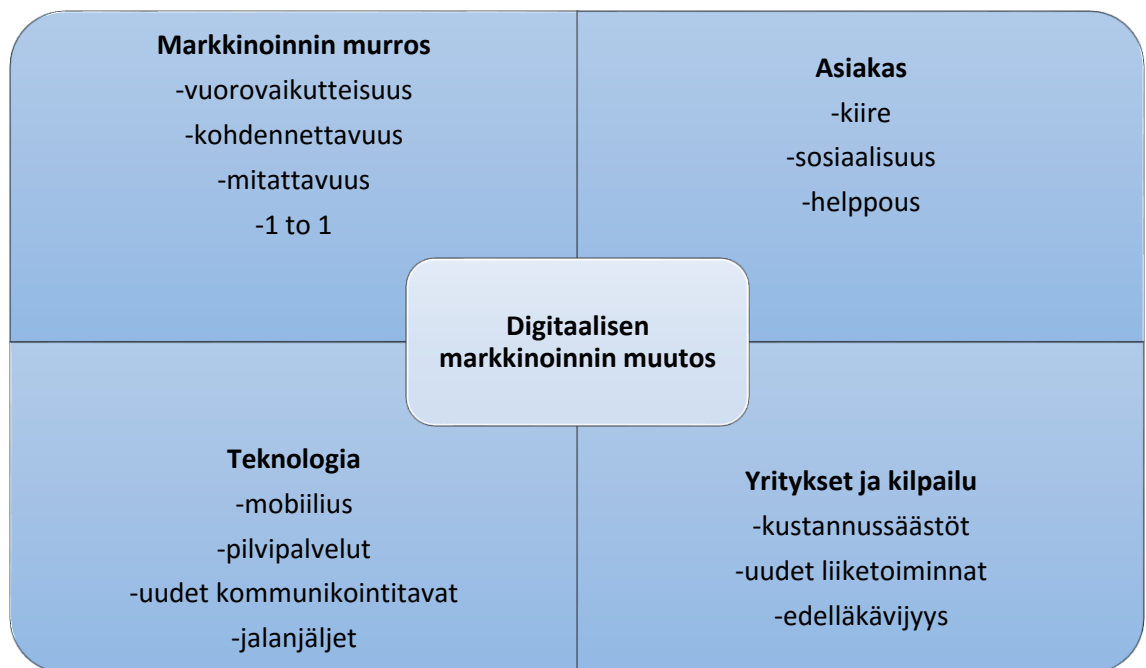 Markkinoinnin murros
-vuorovaikutteisuus
-kohdennettavuus
-mitattavuus
-1 to 1
Asiakas
-kiire
-sosiaalisuus
-helppous
Digitaalisen
markkinoinnin muutos
Teknologia
-mobiilius
-pilvipalvelut
-uudet kommunikointitavat
-jalanjäljet
Yritykset ja kilpailu
-kustannussäästöt
-uudet liiketoiminnat
-edelläkävijyys